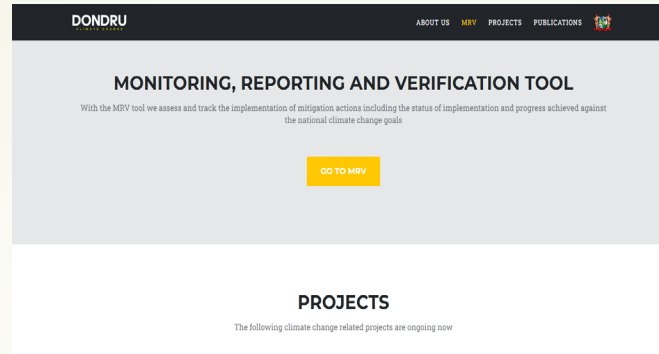 DONDRU
CLIMATE CHANGE
ABOUT US MRV PROJECTS PUBLICATIONS
MONITORING, REPORTING AND VERIFICATION TOOL
With the MRV tool we assess and track the implementation of mitigation actions including the status of implementation and progress achieved against
the national climate change goals
GO TO MRV
PROJECTS
The following climate change related projects are ongoing now